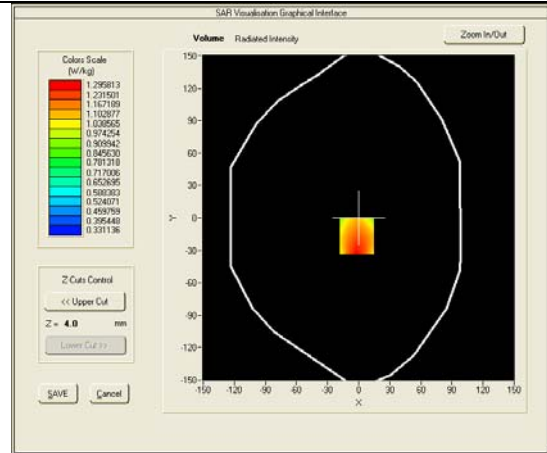 SAR Visualisation Graphical Interface
Volume Radiated Intensity
Zoom In/Out
Colors Scale
(W/kg)
1.295813
1.231501
1.167189
1.102877
1.038565
0.974254
0.909942
0.845630
0.781318
0.717006
0.652695
0.588383
0.524071
0.459759
0.395448
0.331136
Z Cuts Control
<< Upper Cut
Z = 4.0 mm
Lower Cut >>
SAVE
Cancel
150
120
90
60
30
0
-30
-60
-90
-120
-150
Y
-150 -120 -90 -60 -30 0 30 60 90 120 150
X